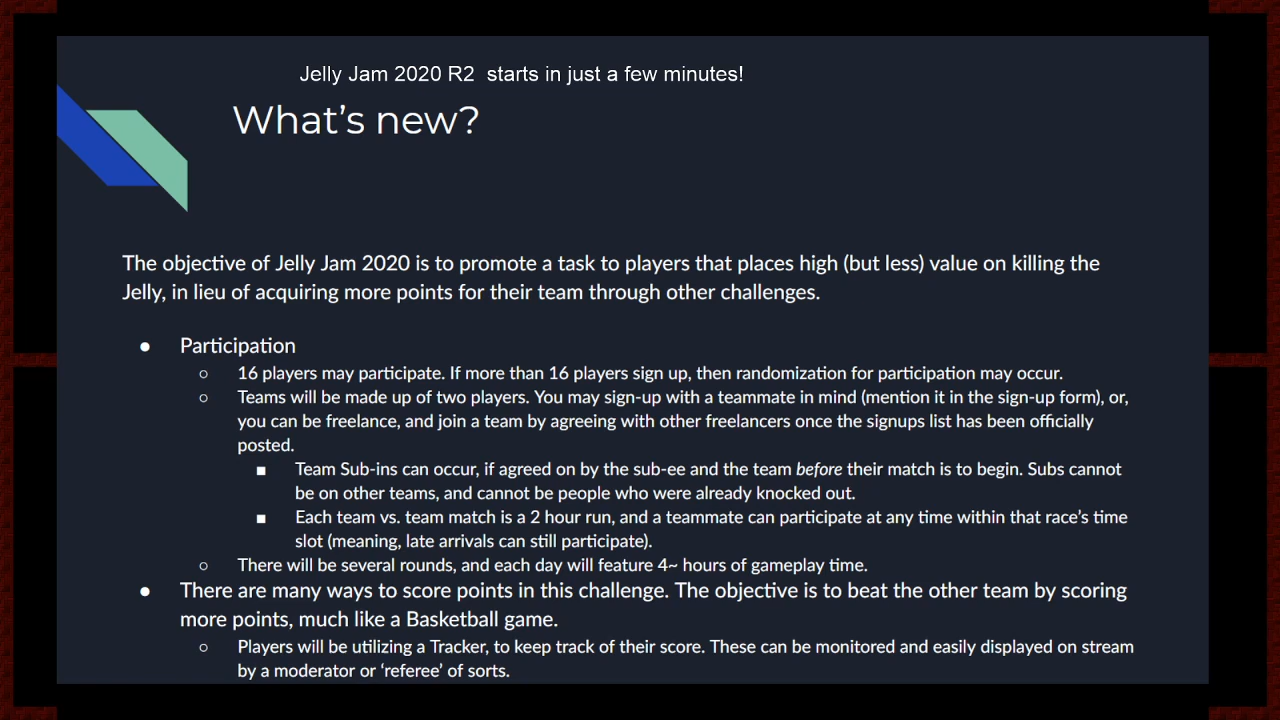 Jelly Jam 2020 R2  starts in just a few minutes!
What's new?
The objective of Jelly Jam 2020 is to promote a task to players that places high (but less) value on killing the
Jelly, in lieu of acquiring more points for their team through other challenges.
● Participation
○ 16 players may participate. If more than 16 players sign up, then randomization for participation may occur.
○ Teams will be made up of two players. You may sign-up with a teammate in mind (mention it in the sign-up form), or,
you can be freelance, and join a team by agreeing with other freelancers once the signups list has been officially
posted.
■ Team Sub-ins can occur, if agreed on by the sub-ee and the team before their match is to begin. Subs cannot
be on other teams, and cannot be people who were already knocked out.
■ Each team vs. team match is a 2 hour run, and a teammate can participate at any time within that race's time
slot (meaning, late arrivals can still participate).
○ There will be several rounds, and each day will feature 4~ hours of gameplay time.
● There are many ways to score points in this challenge. The objective is to beat the other team by scoring
more points, much like a Basketball game.
○ Players will be utilizing a Tracker, to keep track of their score. These can be monitored and easily displayed on stream
by a moderator or 'referee' of sorts.